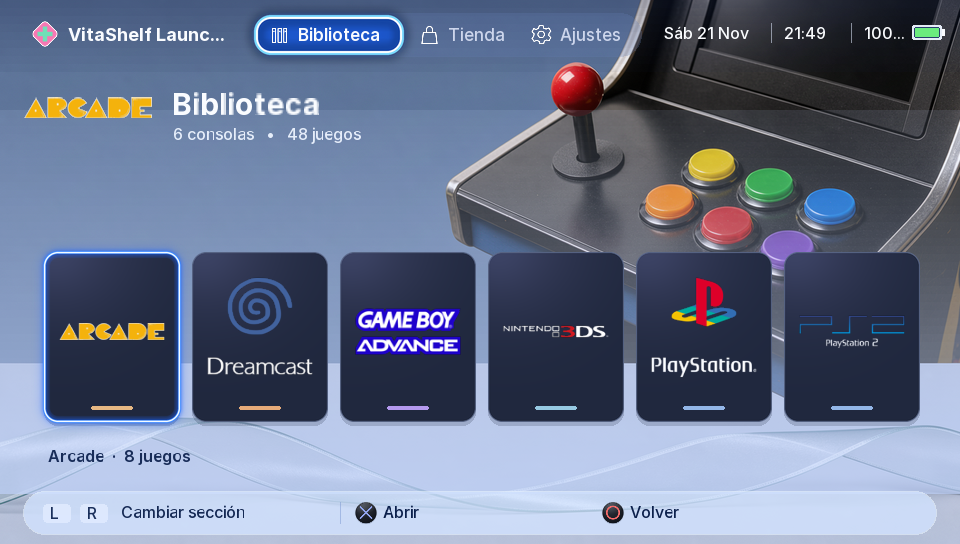 VitaShelf Launc...
Biblioteca
Tienda
Ajustes
Sáb 21 Nov
21:49
100...
ARCADE
Biblioteca
6 consolas • 48 juegos
ARCADE
Dreamcast
GAME BOY
ADVANCE
NINTENDO 3DS
PlayStation
PS2
PlayStation 2
Arcade · 8 juegos
L R Cambiar sección
Abrir
Volver